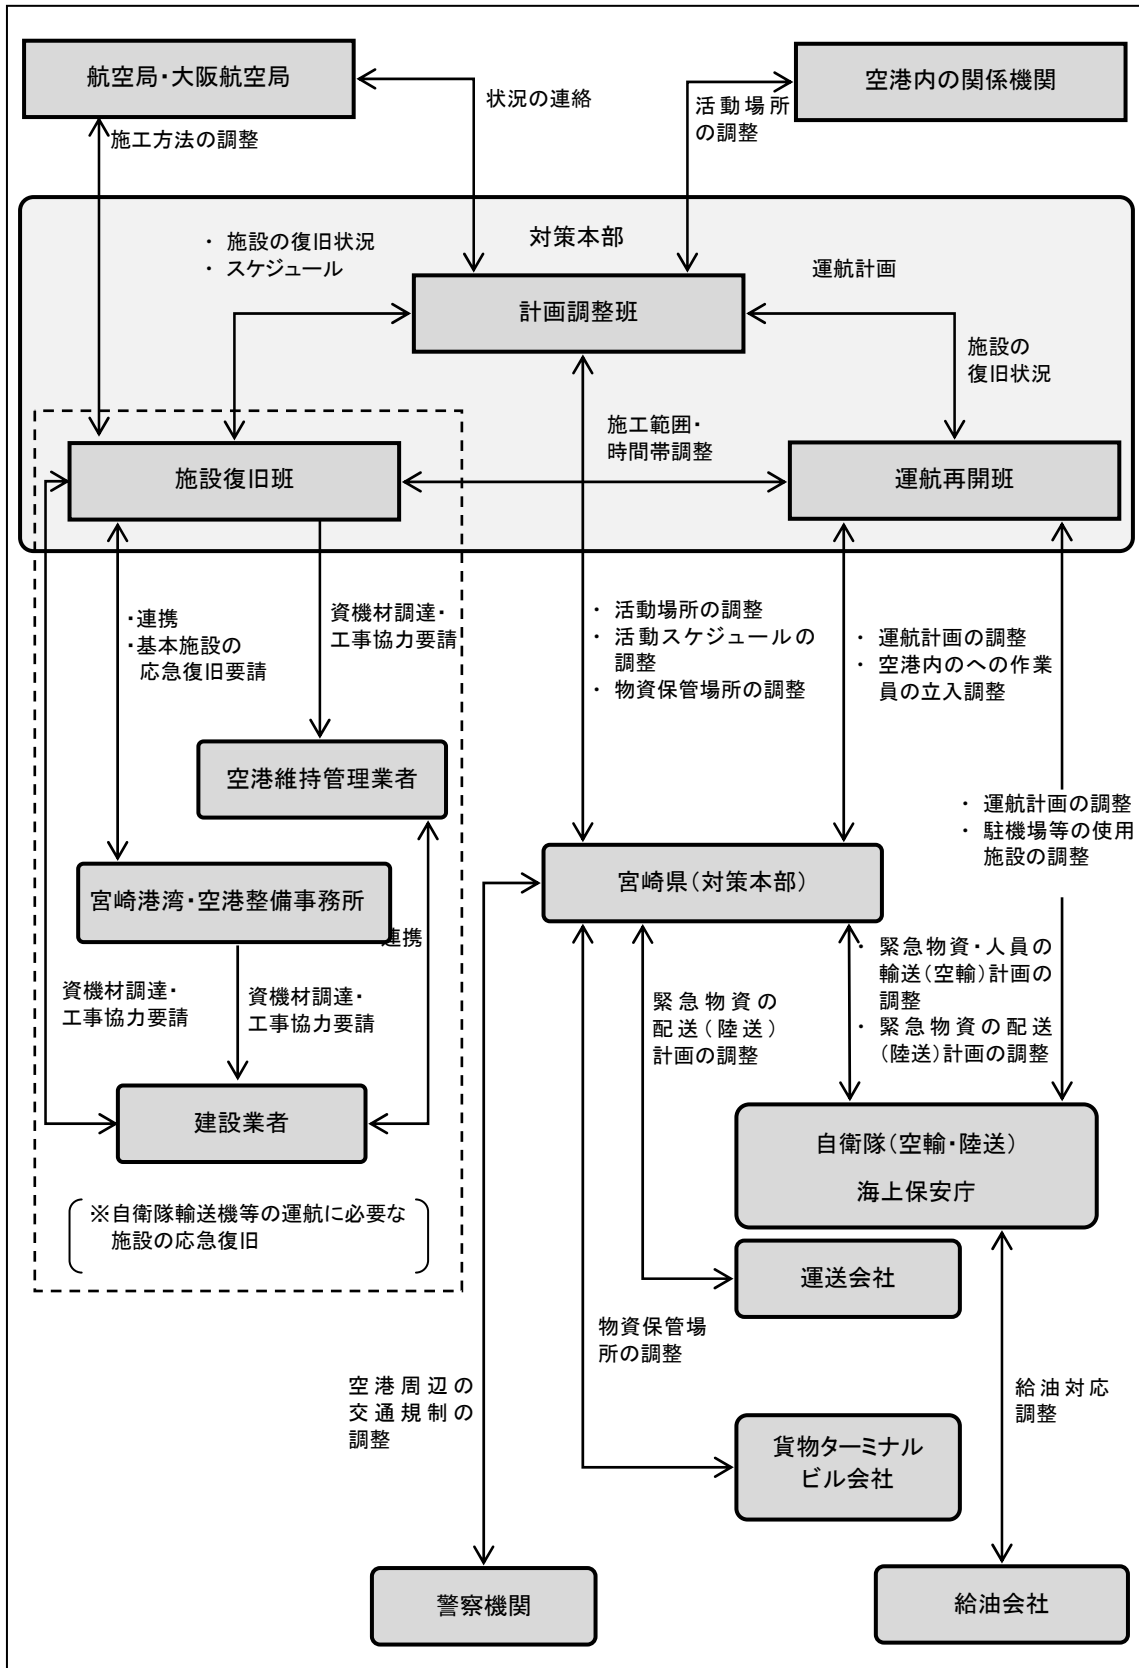 航空局・大阪航空局
空港内の関係機関
状況の連絡
活動場所
の調整
施工方法の調整
対策本部
・ 施設の復旧状況
・ スケジュール
運航計画
計画調整班
施設の
復旧状況
施工範囲・
時間帯調整
施設復旧班
運航再開班
・連携
・基本施設の
応急復旧要請
資機材調達・
工事協力要請
・ 活動場所の調整
・ 活動スケジュールの
調整
・ 物資保管場所の調整
・ 運航計画の調整
・ 空港内のへの作業
員の立入調整
空港維持管理業者
・ 運航計画の調整
・ 駐機場等の使用
施設の調整
宮崎港湾・空港整備事務所
宮崎県(対策本部)
連携
資機材調達・
工事協力要請
資機材調達・
工事協力要請
緊急物資の
配送(陸送)
計画の調整
・ 緊急物資・人員の
輸送(空輸)計画の
調整
・ 緊急物資の配送
(陸送)計画の調整
建設業者
自衛隊(空輸・陸送)
海上保安庁
※自衛隊輸送機等の運航に必要な
施設の応急復旧
運送会社
物資保管場
所の調整
空港周辺の
交通規制の
調整
給油対応
調整
貨物ターミナル
ビル会社
警察機関
給油会社